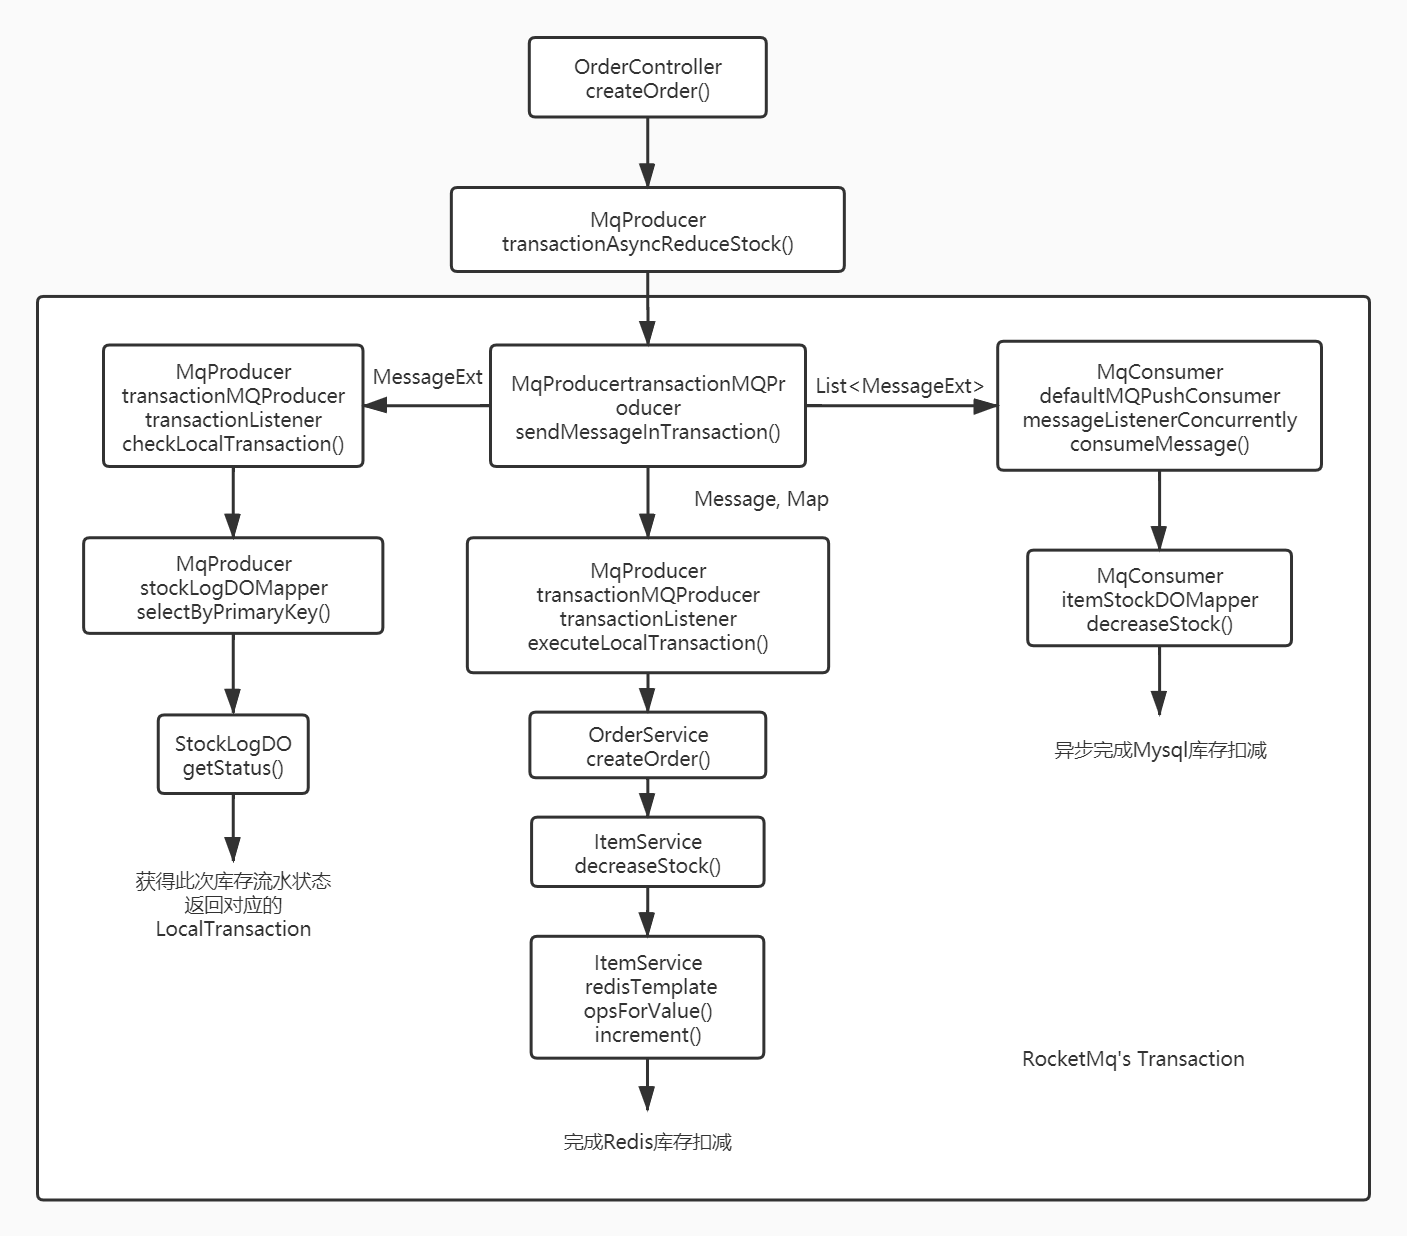 OrderController
createOrder()
MqProducer
transactionAsyncReduceStock()
MqProducer
transactionMQProducer
transactionListener
checkLocalTransaction()
MessageExt
MqProducertransactionMQPr
oducer
sendMessageInTransaction()
List<MessageExt>
MqConsumer
defaultMQPushConsumer
messageListenerConcurrently
consumeMessage()
Message, Map
MqProducer
stockLogDOMapper
selectByPrimaryKey()
MqProducer
transactionMQProducer
transactionListener
executeLocalTransaction()
MqConsumer
itemStockDOMapper
decreaseStock()
StockLogDO
getStatus()
OrderService
createOrder()
异步完成Mysql库存扣减
ItemService
decreaseStock()
获得此次库存流水状态
返回对应的
LocalTransaction
ItemService
redisTemplate
opsForValue()
increment()
RocketMq's Transaction
完成Redis库存扣减